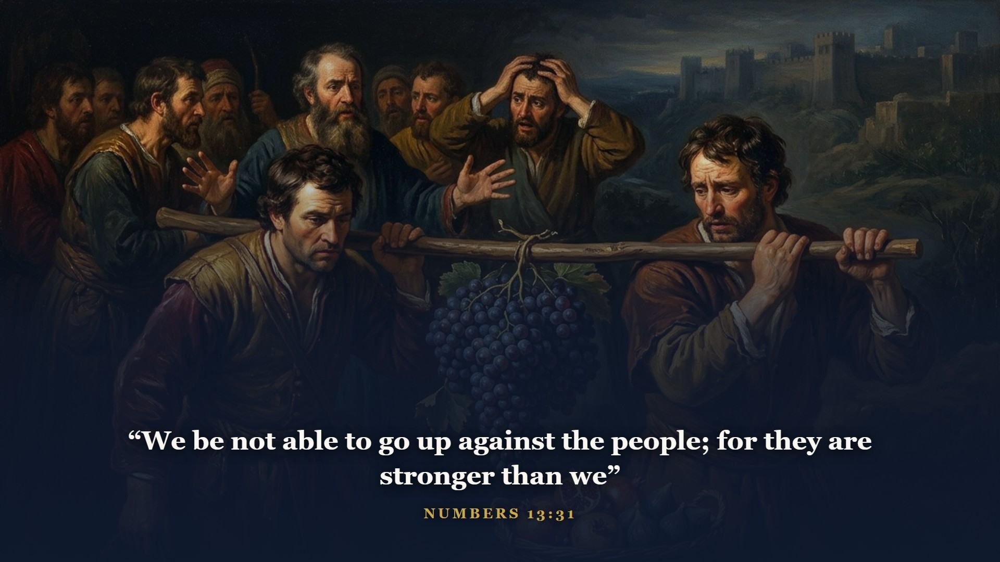 “We be not able to go up against the people; for they are
stronger than we”
NUMBERS 13:31